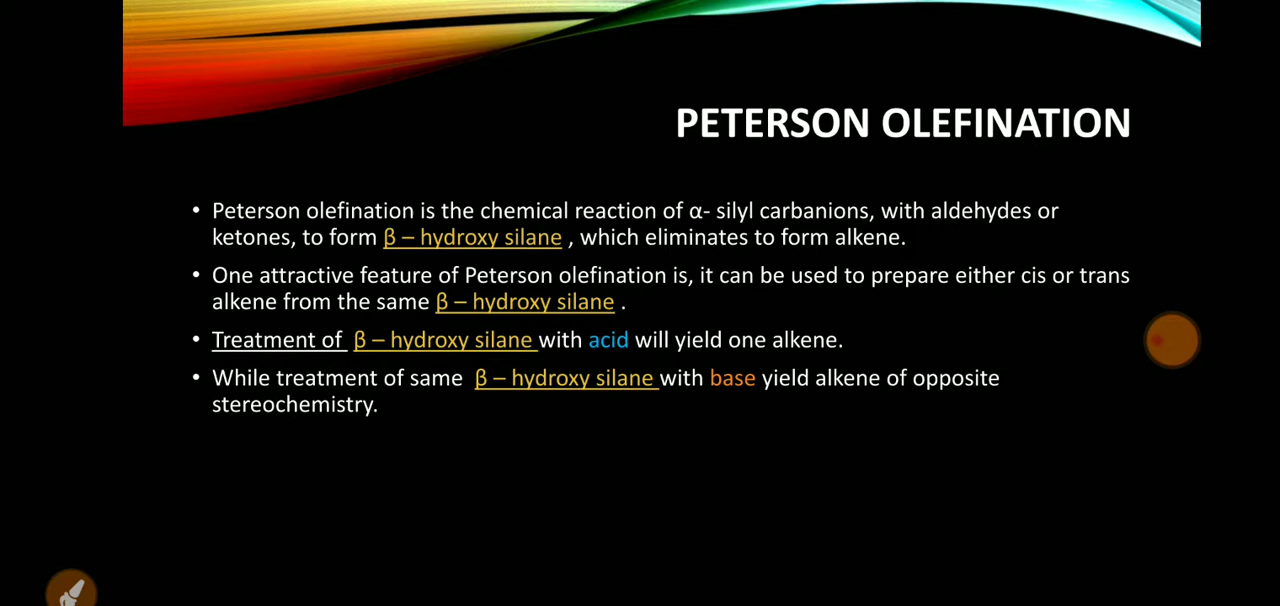 PETERSON OLEFINATION
• Peterson olefination is the chemical reaction of α- silyl carbanions, with aldehydes or
ketones, to form β – hydroxy silane , which eliminates to form alkene.
• One attractive feature of Peterson olefination is, it can be used to prepare either cis or trans
alkene from the same β – hydroxy silane .
• Treatment of β – hydroxy silane with acid will yield one alkene.
• While treatment of same β – hydroxy silane with base yield alkene of opposite
stereochemistry.